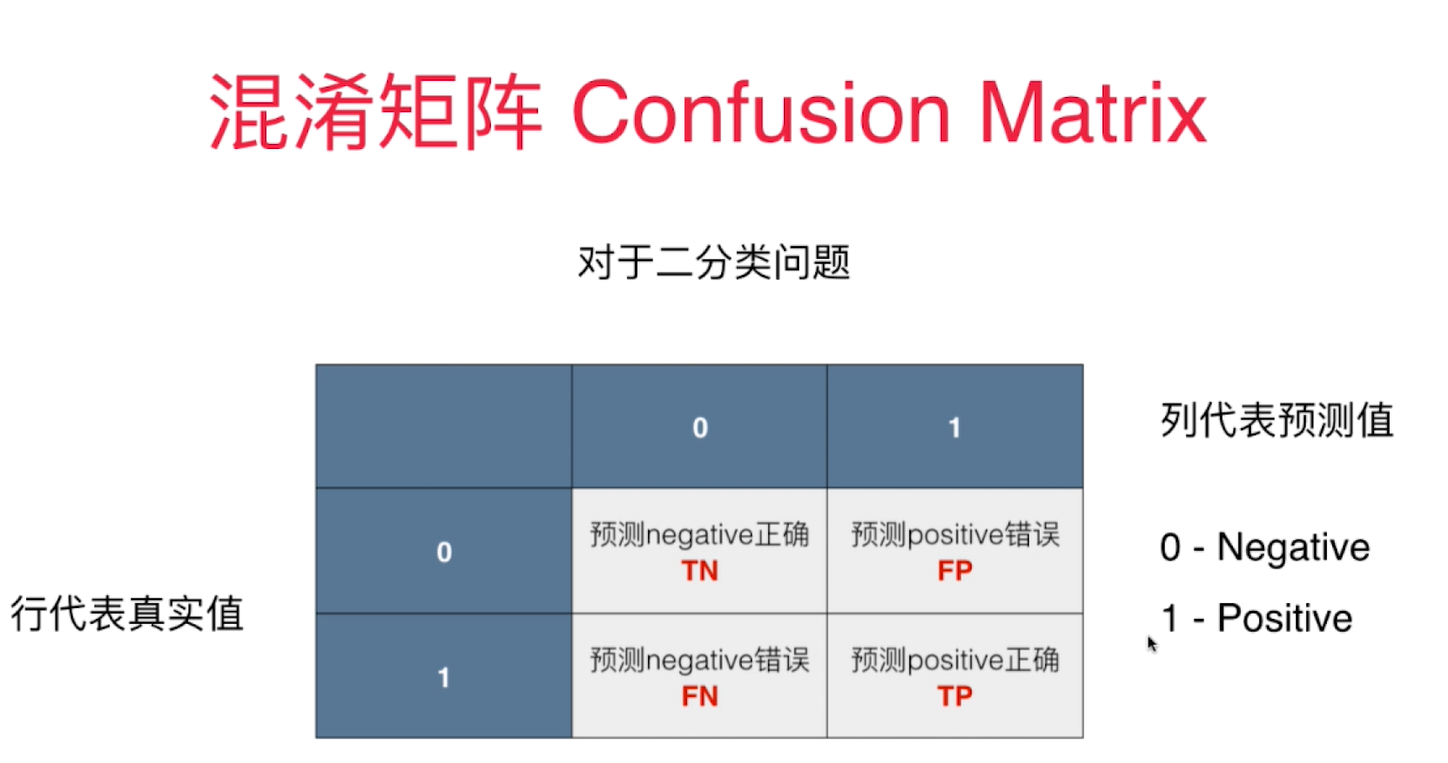 混淆矩阵 Confusion Matrix
对于二分类问题
0
1
列代表预测值
0
预测negative正确
TN
预测positive错误
FP
0 - Negative
行代表真实值
1
预测negative错误
FN
预测positive正确
TP
1 - Positive